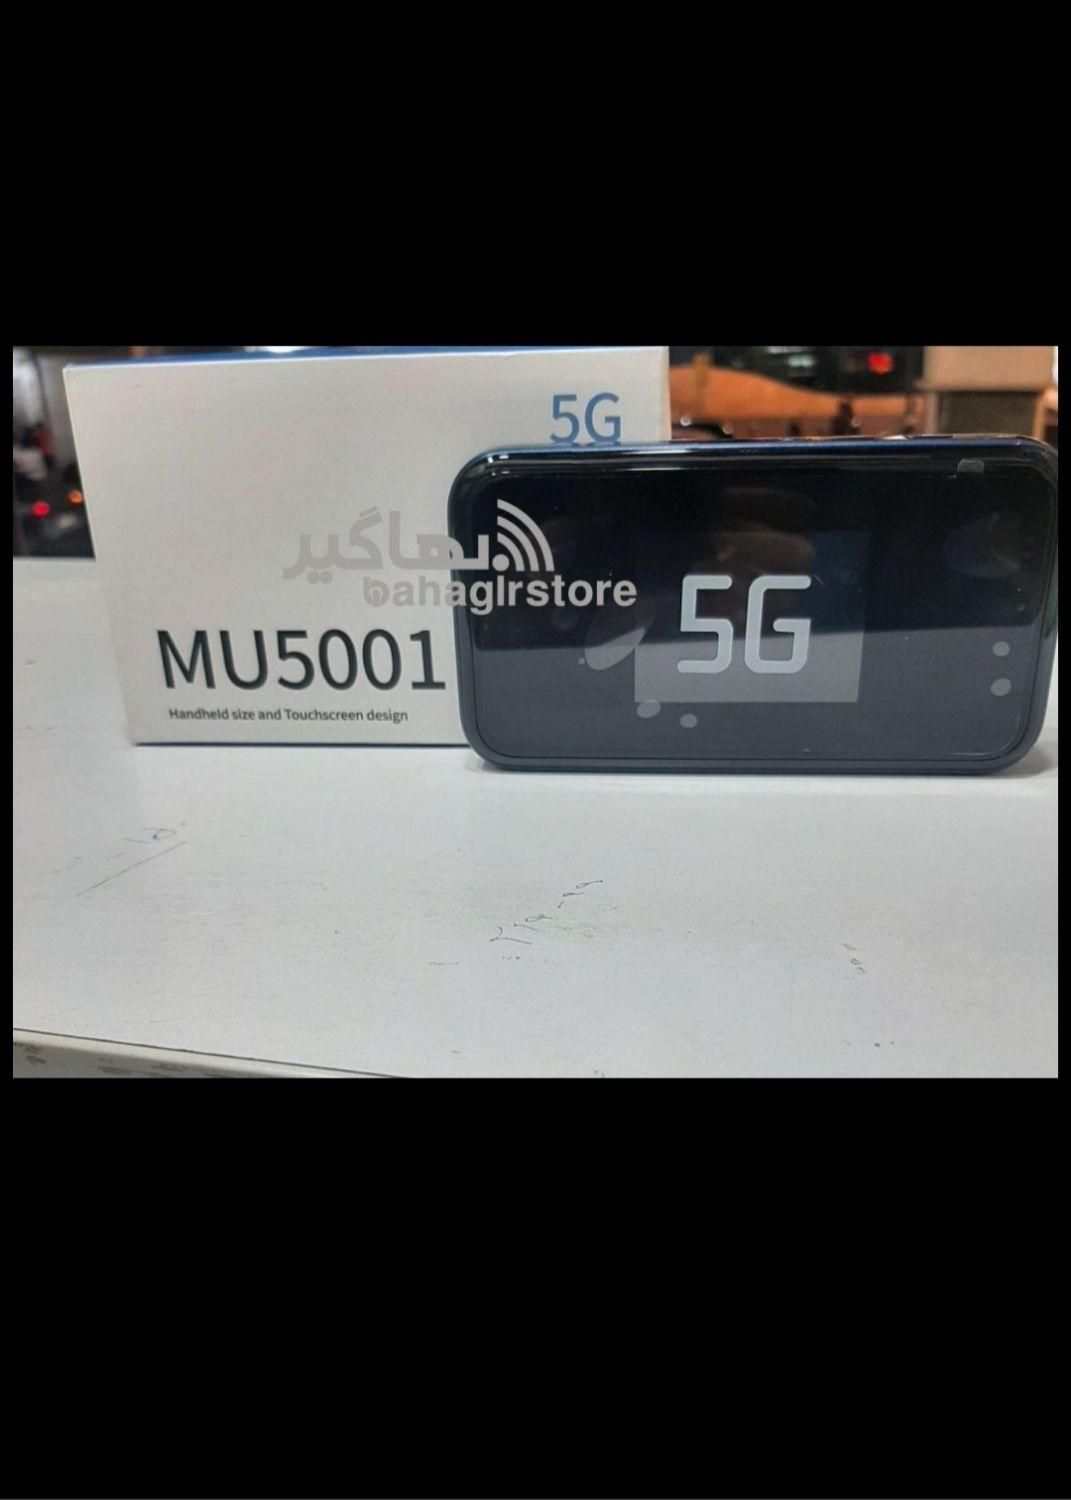 5G
بهاگیر
bahagirstore
5G
MU5001
Handheld size and Touchscreen design